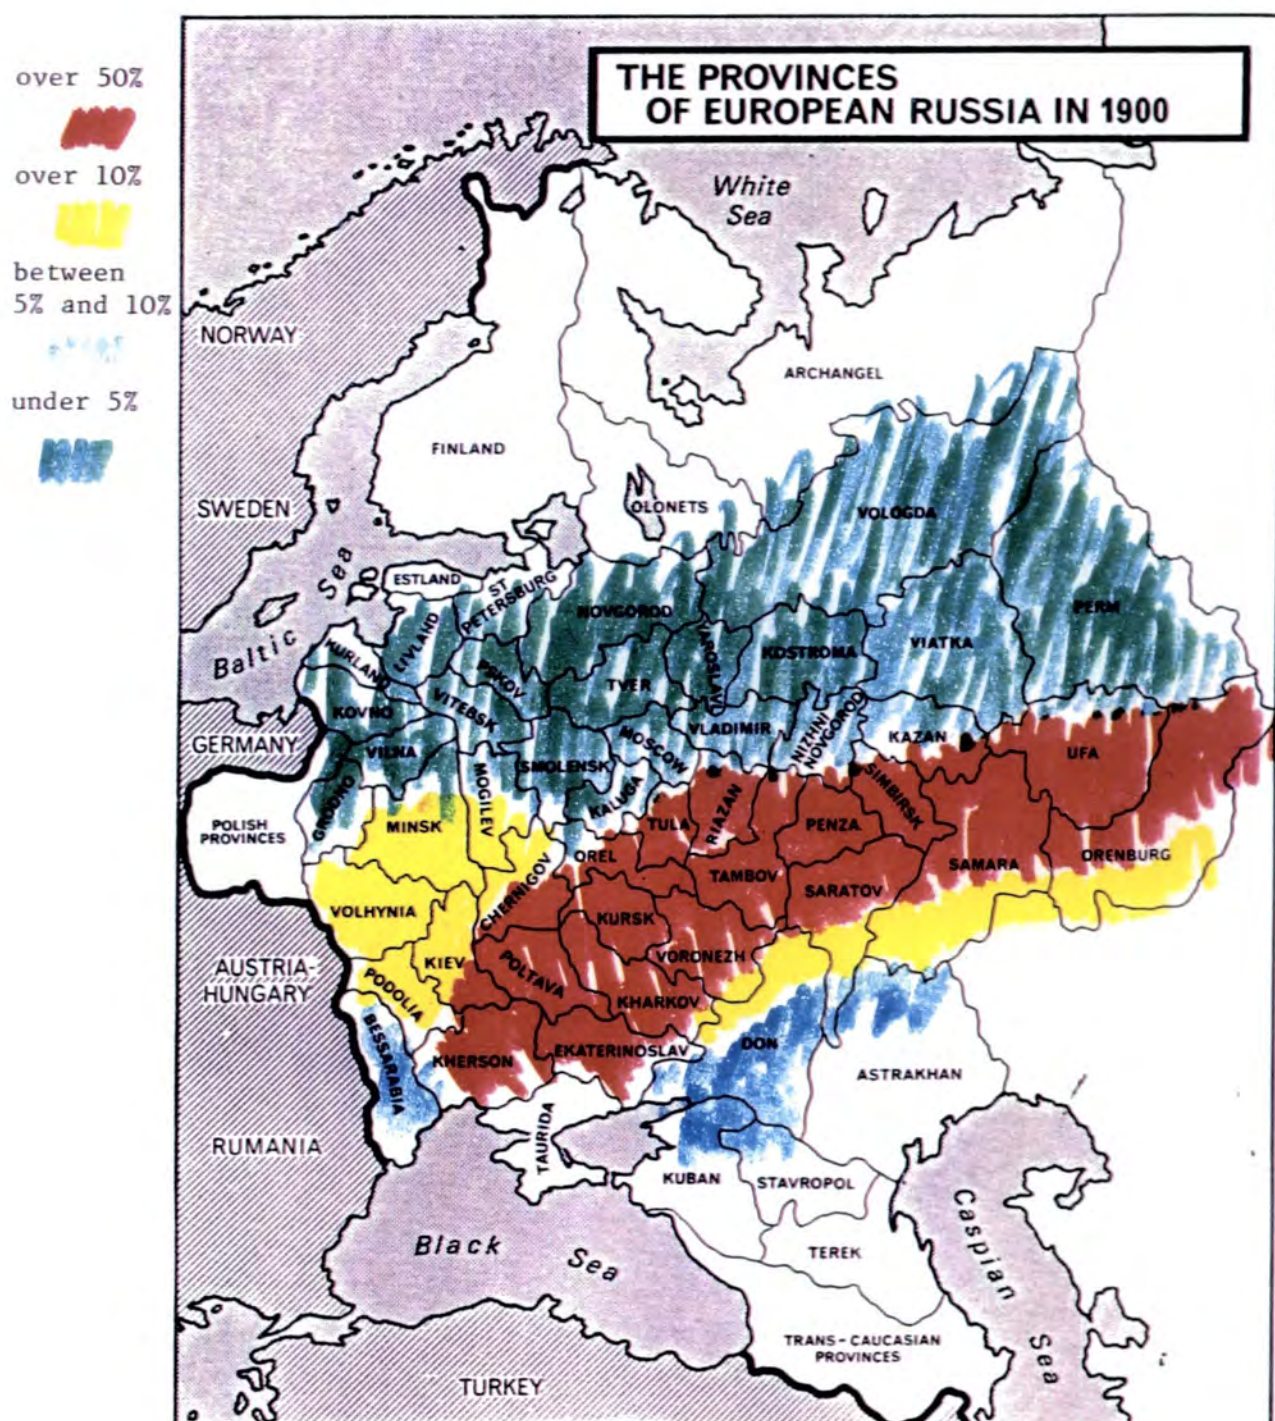 over 50%
over 10%
between
5% and 10%
under 5%
THE PROVINCES
OF EUROPEAN RUSSIA IN 1900
White
Sea
NORWAY
ARCHANGEL
FINLAND
SWEDEN
OLONETS
VOLOGDA
Baltic Sea
ESTLAND
ST
PETERSBURG
NOVGOROD
PERM
LIVLAND
YAROSLAVL
KOSTROMA
VIATKA
KURLAND
PSKOV
TVER
KOVNO
VITEBSK
VLADIMIR
NIZHNI
NOVGOROD
KAZAN
UFA
GERMANY
VILNA
MOSCOW
SMOLENSK
MOGILEV
KALUGA
GRODNO
SIMBIRSK
POLISH
PROVINCES
MINSK
TULA
RIAZAN
PENZA
OREL
SAMARA
ORENBURG
TAMBOV
SARATOV
CHERNIGOV
VOLHYNIA
KURSK
VORONEZH
KIEV
POLTAVA
AUSTRIA-
HUNGARY
PODOLIA
KHARKOV
BESSARABIA
KHERSON
EKATERINOSLAV
DON
ASTRAKHAN
RUMANIA
TAURIDA
KUBAN
STAVROPOL
Black Sea
TEREK
Caspian Sea
TRANS-CAUCASIAN
PROVINCES
TURKEY